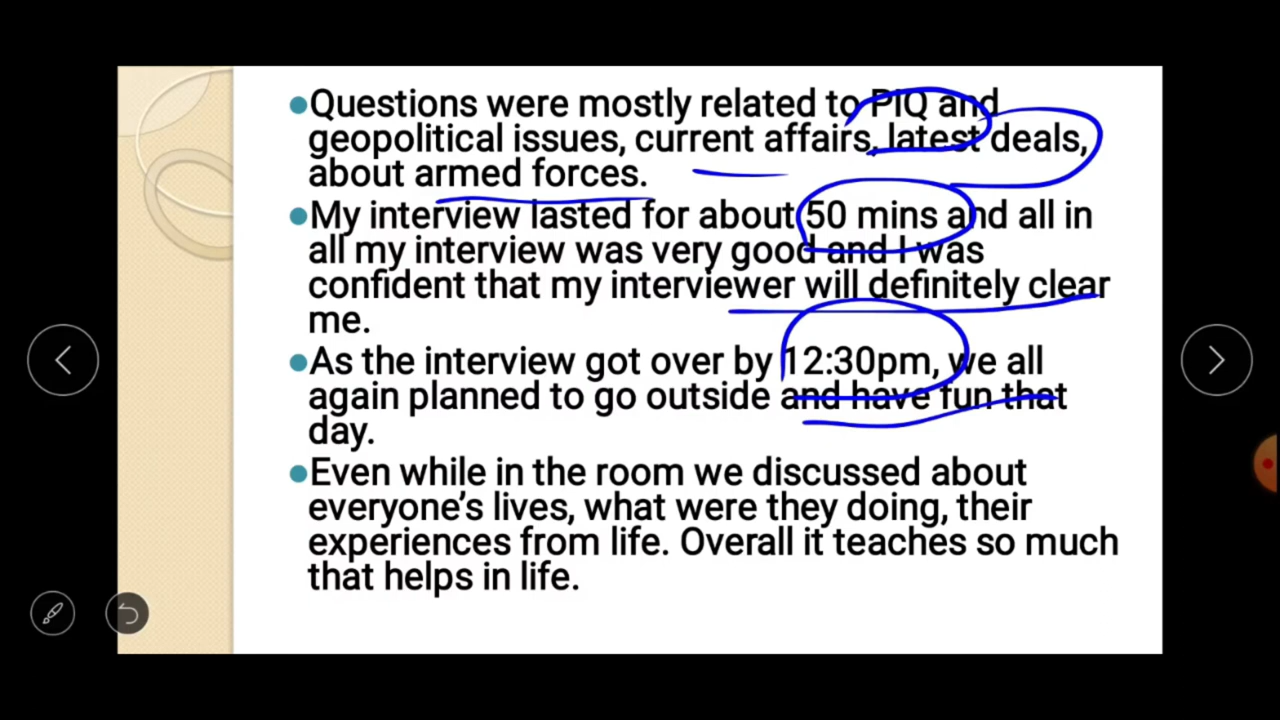 ●Questions were mostly related to PIQ and
geopolitical issues, current affairs, latest deals,
about armed forces.
●My interview lasted for about 50 mins and all in
all my interview was very good and I was
confident that my interviewer will definitely clear
me.
●As the interview got over by 12:30pm, we all
again planned to go outside and have fun that
day.
●Even while in the room we discussed about
everyone’s lives, what were they doing, their
experiences from life. Overall it teaches so much
that helps in life.